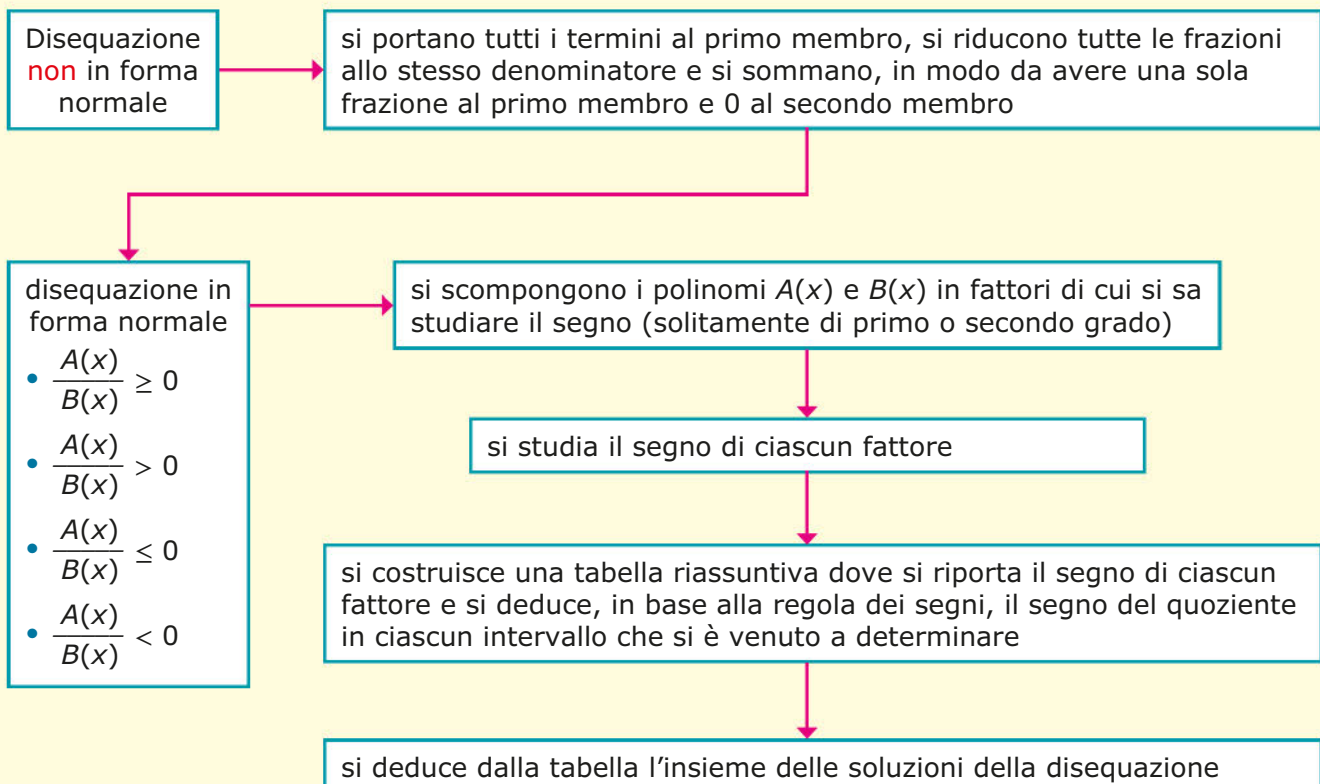 Disequazione
non in forma
normale
si portano tutti i termini al primo membro, si riducono tutte le frazioni
allo stesso denominatore e si sommano, in modo da avere una sola
frazione al primo membro e 0 al secondo membro
disequazione in
forma normale
• A(x)/B(x) ≥ 0
• A(x)/B(x) > 0
• A(x)/B(x) ≤ 0
• A(x)/B(x) < 0
si scompongono i polinomi A(x) e B(x) in fattori di cui si sa
studiare il segno (solitamente di primo o secondo grado)
si studia il segno di ciascun fattore
si costruisce una tabella riassuntiva dove si riporta il segno di ciascun
fattore e si deduce, in base alla regola dei segni, il segno del quoziente
in ciascun intervallo che si è venuto a determinare
si deduce dalla tabella l'insieme delle soluzioni della disequazione